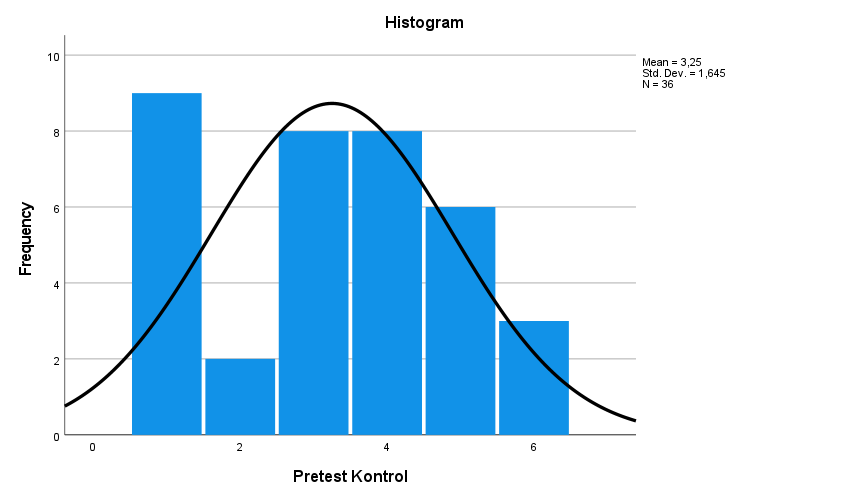 Histogram
Mean = 3,25
Std. Dev. = 1,645
N = 36
10
8
6
4
2
0
Frequency
0 2 4 6
Pretest Kontrol